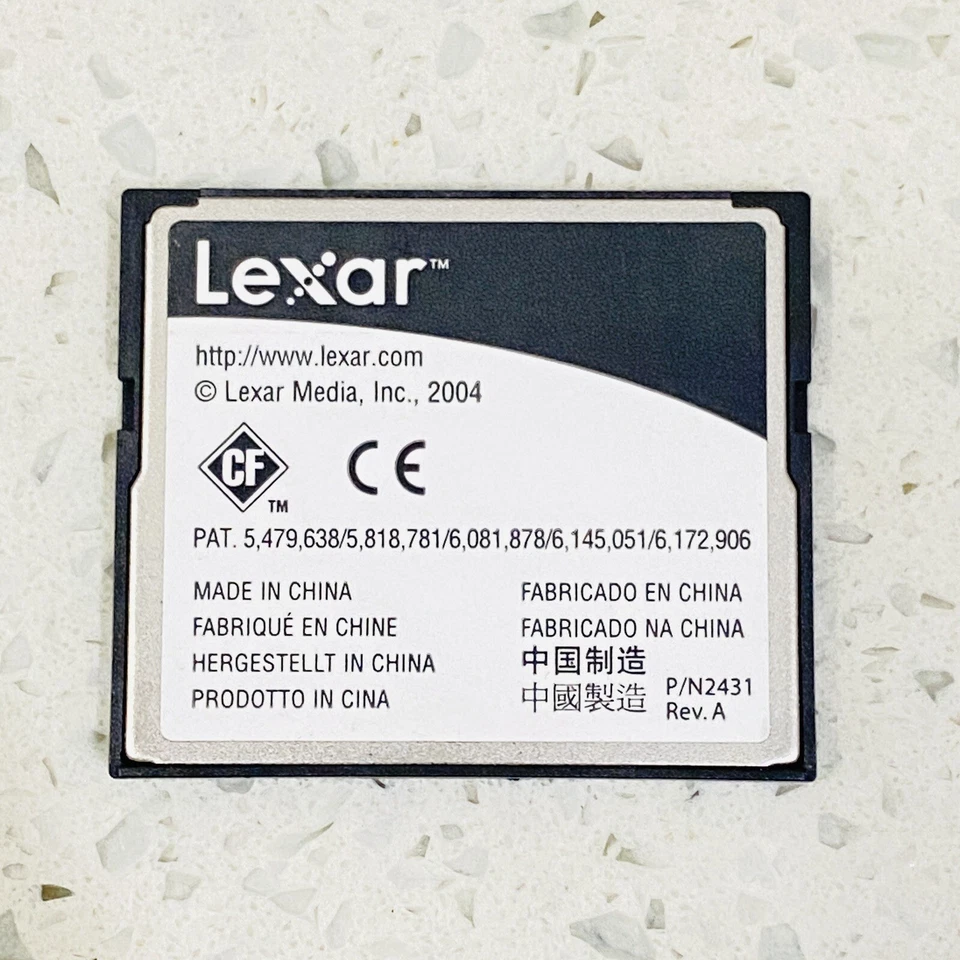 Lexar™
http://www.lexar.com
© Lexar Media, Inc., 2004
CF™ CE
PAT. 5,479,638/5,818,781/6,081,878/6,145,051/6,172,906
MADE IN CHINA
FABRIQUÉ EN CHINE
HERGESTELLT IN CHINA
PRODOTTO IN CINA
FABRICADO EN CHINA
FABRICADO NA CHINA
中国制造
中國製造
P/N2431
Rev. A